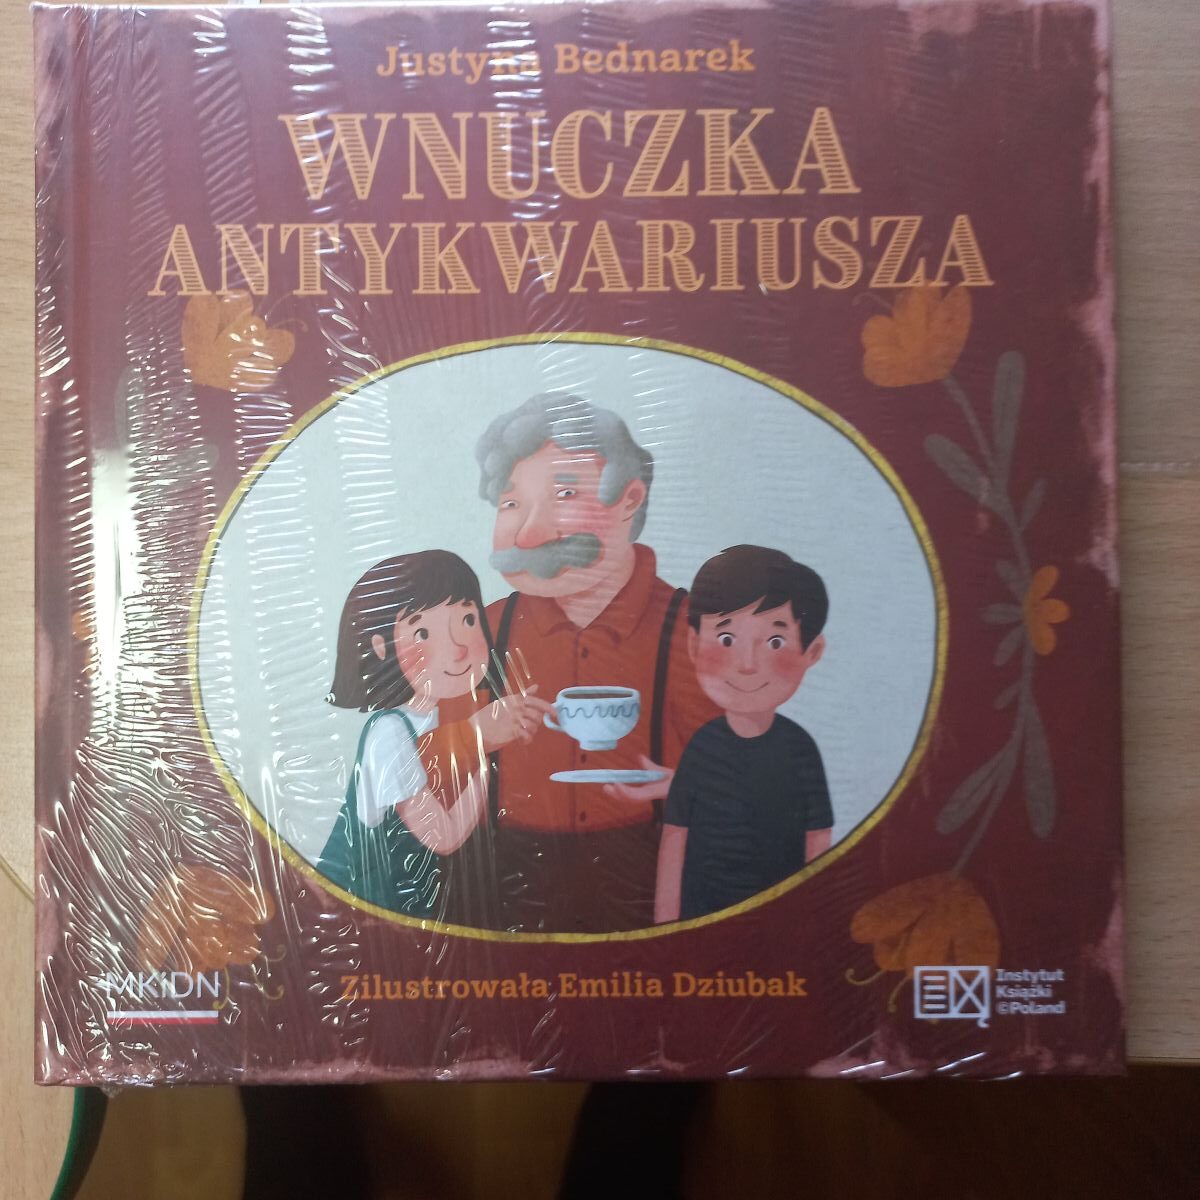 Justyna Bednarek
WNUCZKA
ANTYKWARIUSZA
MKiDN
Zilustrowała Emilia Dziubak
Instytut
Książki
©Poland